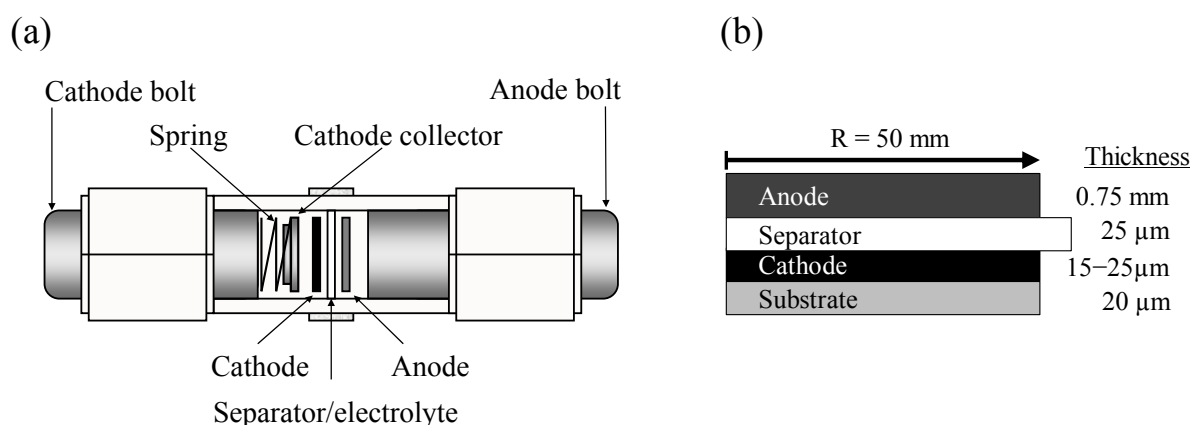 (a)
Cathode bolt
Anode bolt
Spring
Cathode collector
Cathode
Anode
Separator/electrolyte
(b)
R = 50 mm
Thickness
Anode
0.75 mm
Separator
25 µm
Cathode
15−25µm
Substrate
20 µm